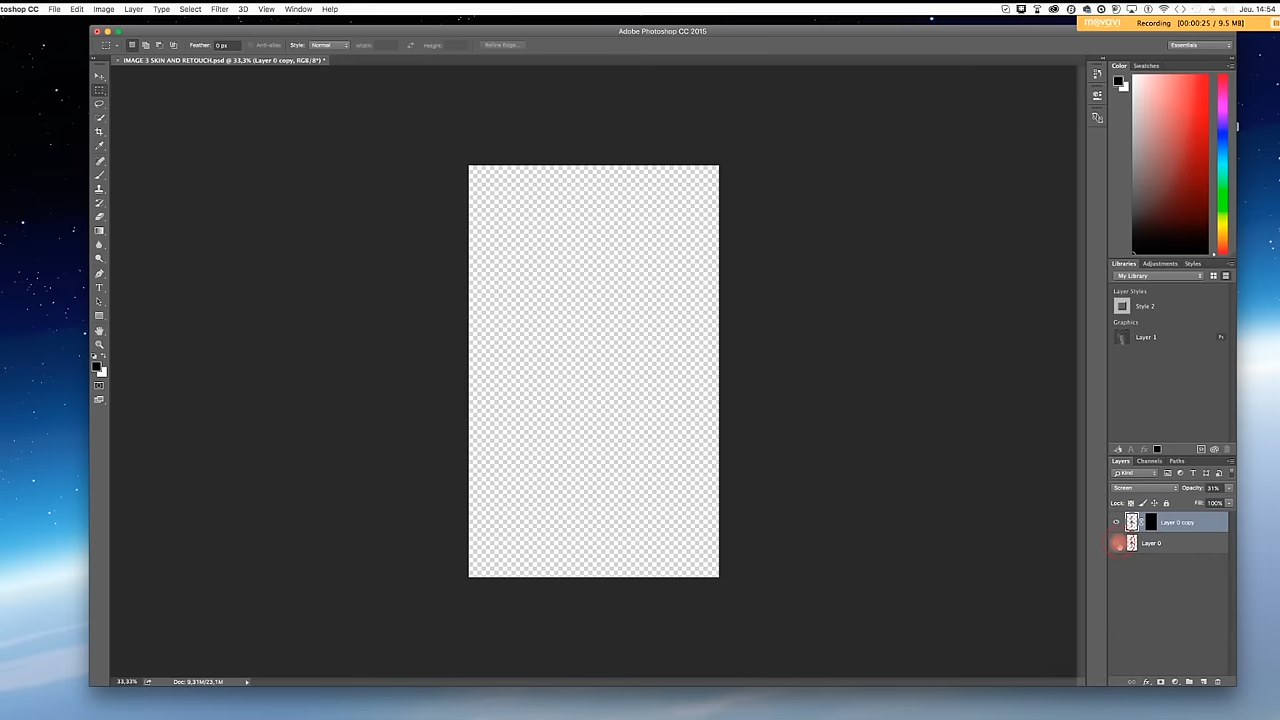 otoshop CC File Edit Image Layer Type Select Filter 3D View Window Help Jeu. 14:54
movavi Recording [00:00:25 / 9.5 MB]
Adobe Photoshop CC 2015
Feather: 0 px Anti-alias Style: Normal Width: Height: Refine Edge... Essentials
× IMAGE 3 SKIN AND RETOUCH.psd @ 33,3% (Layer 0 copy, RGB/8*) *
Color Swatches
Libraries Adjustments Styles
My Library
Layer Styles
Style 2
Graphics
Layer 1
Layers Channels Paths
Kind
Screen Opacity: 31%
Lock: Fill: 100%
Layer 0 copy
Layer 0
33,33% Doc: 9,31M/23,1M